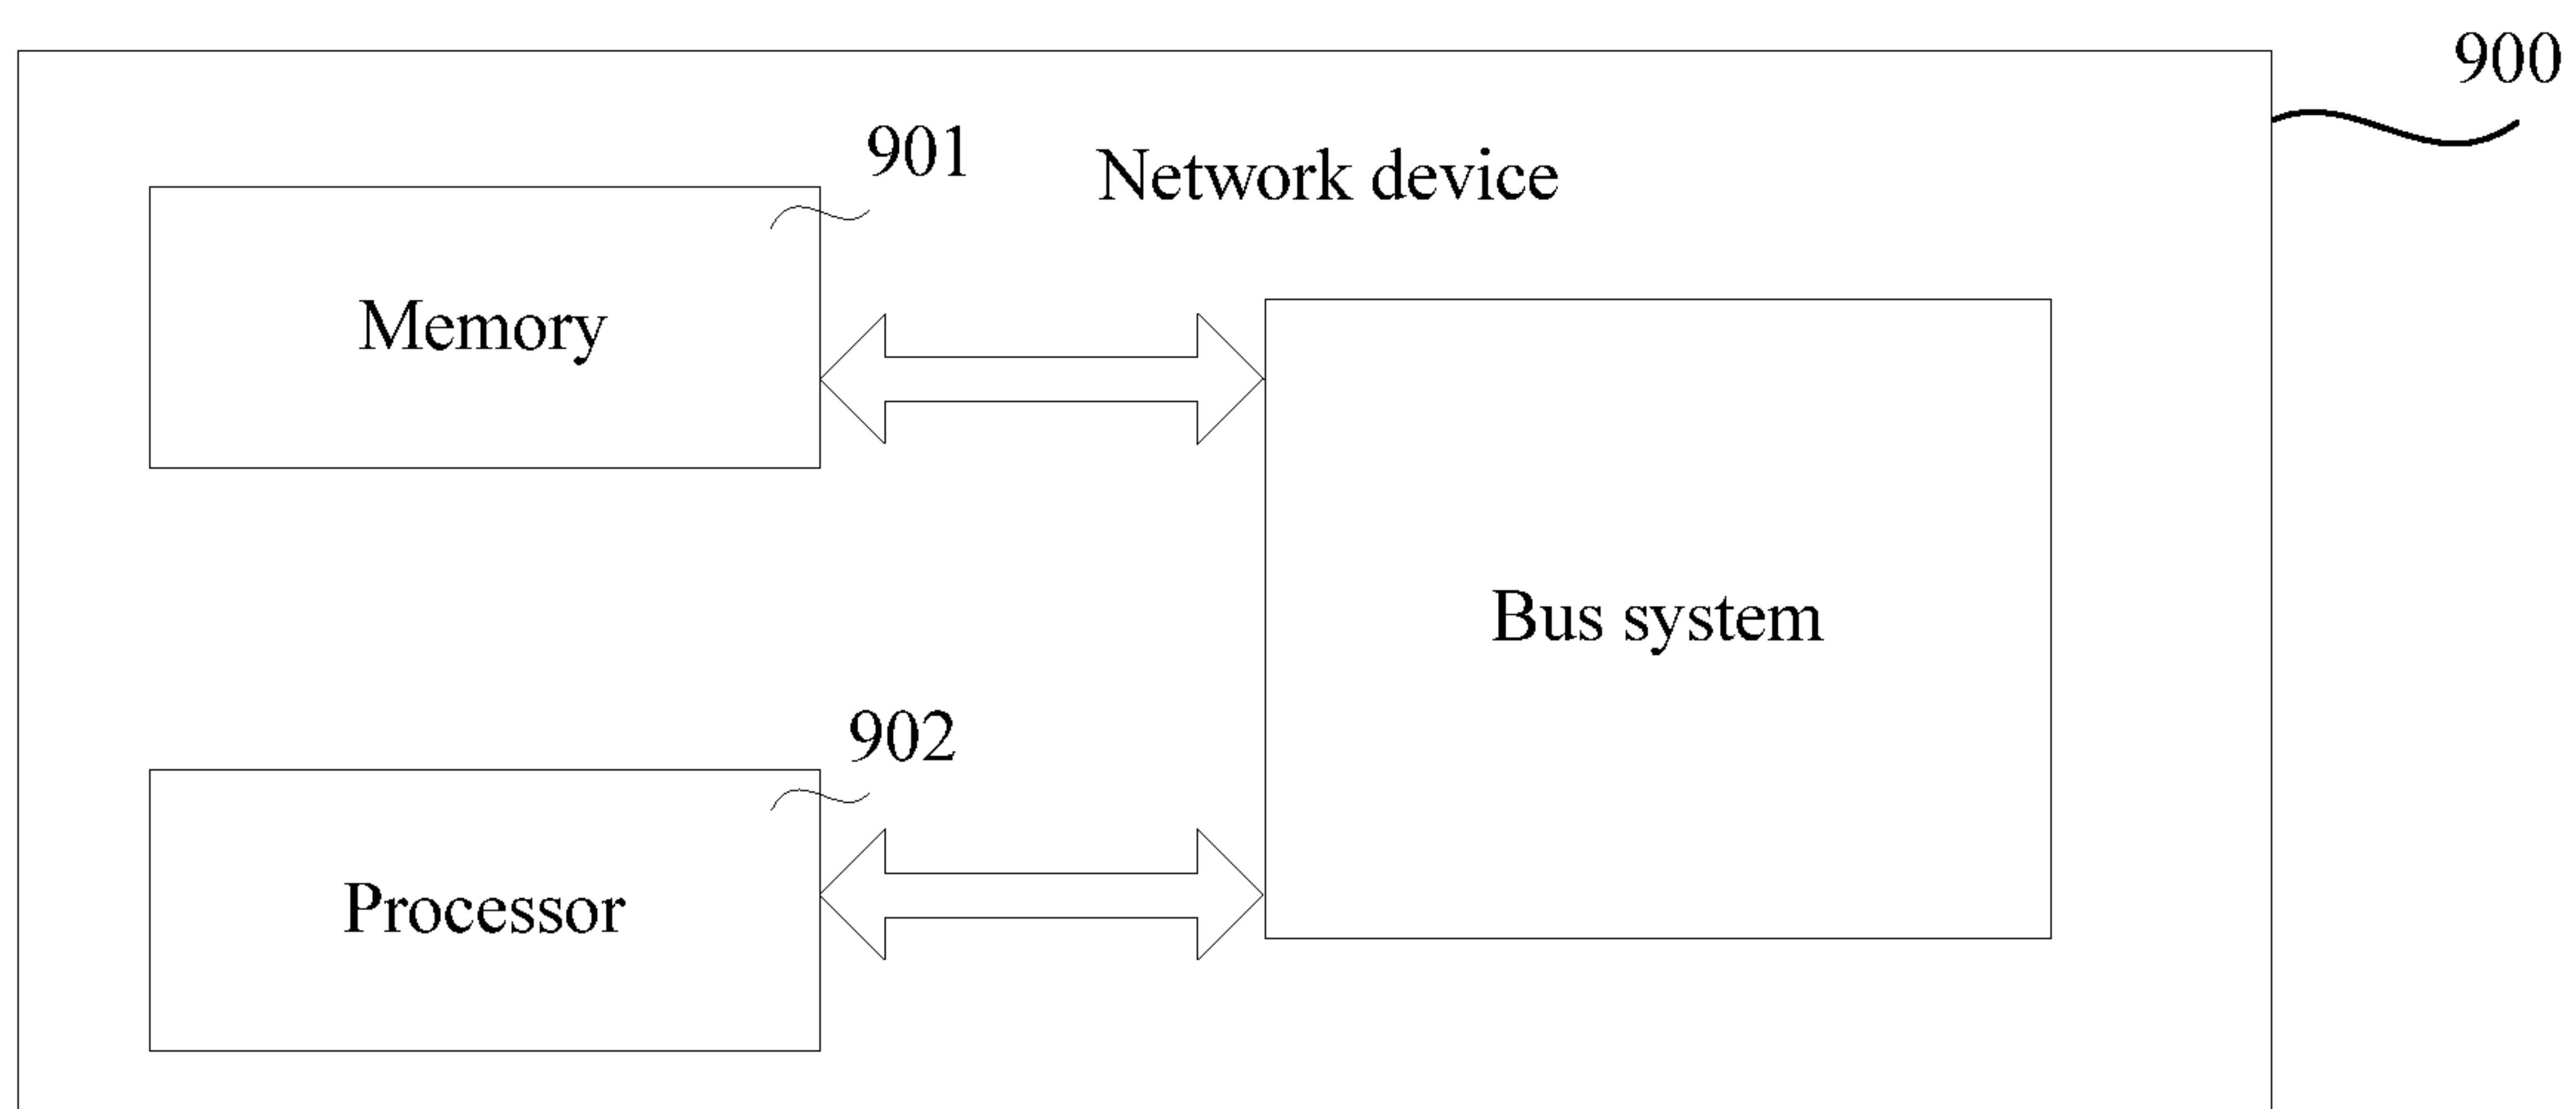 900
901
Network device
Memory
Bus system
902
Processor